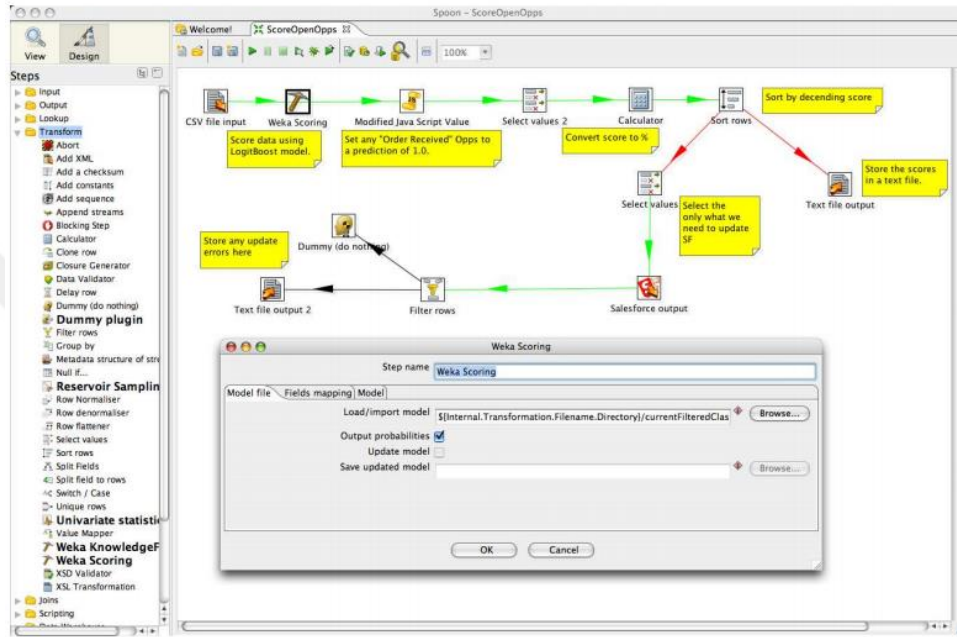 Spoon - ScoreOpenOpps
View
Design
Welcome!
ScoreOpenOpps
100%
Steps
Input
Output
Lookup
Transform
Abort
Add XML
Add a checksum
Add constants
Add sequence
Append streams
Blocking Step
Calculator
Clone row
Closure Generator
Data Validator
Delay row
Dummy (do nothing)
Dummy plugin
Filter rows
Group by
Metadata structure of stre
Null if...
Reservoir Samplin
Row Normaliser
Row denormaliser
Row flattener
Select values
Sort rows
Split Fields
Split field to rows
Switch / Case
Unique rows
Univariate statistic
Value Mapper
Weka KnowledgeF
Weka Scoring
XSD Validator
XSL Transformation
Joins
Scripting
CSV file input
Weka Scoring
Modified Java Script Value
Select values 2
Calculator
Sort rows
Sort by decending score
Score data using
LogitBoost model.
Set any "Order Received" Opps to
a prediction of 1.0.
Convert score to %
Store the scores
in a text file.
Select values
Select the
only what we
need to update
SF
Text file output
Store any update
errors here
Dummy (do nothing)
Text file output 2
Filter rows
Salesforce output
Weka Scoring
Step name
Weka Scoring
Model file
Fields mapping
Model
Load/import model
${Internal.Transformation.Filename.Directory}/currentFilteredClas
Browse...
Output probabilities
Update model
Save updated model
Browse...
OK
Cancel